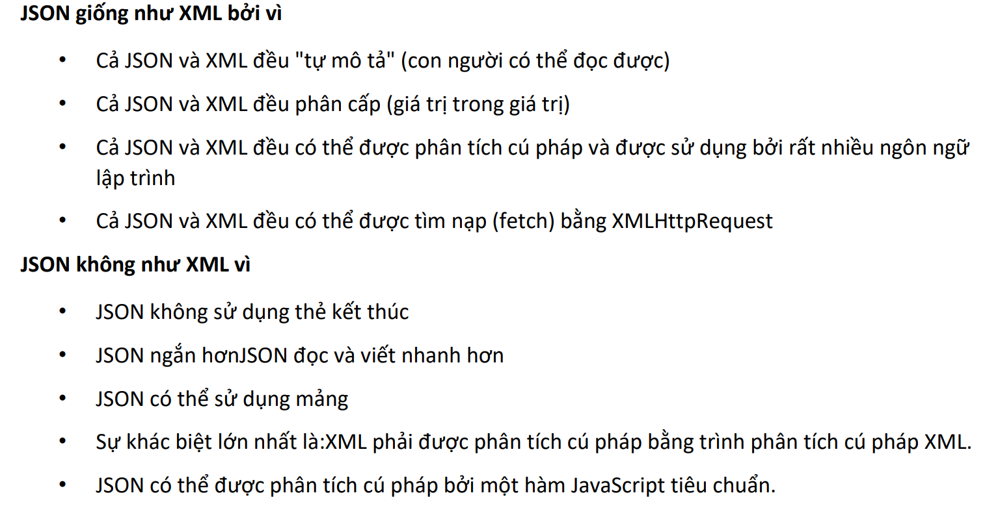 JSON giống như XML bởi vì
• Cả JSON và XML đều "tự mô tả" (con người có thể đọc được)
• Cả JSON và XML đều phân cấp (giá trị trong giá trị)
• Cả JSON và XML đều có thể được phân tích cú pháp và được sử dụng bởi rất nhiều ngôn ngữ
lập trình
• Cả JSON và XML đều có thể được tìm nạp (fetch) bằng XMLHttpRequest
JSON không như XML vì
• JSON không sử dụng thẻ kết thúc
• JSON ngắn hơnJSON đọc và viết nhanh hơn
• JSON có thể sử dụng mảng
• Sự khác biệt lớn nhất là:XML phải được phân tích cú pháp bằng trình phân tích cú pháp XML.
• JSON có thể được phân tích cú pháp bởi một hàm JavaScript tiêu chuẩn.